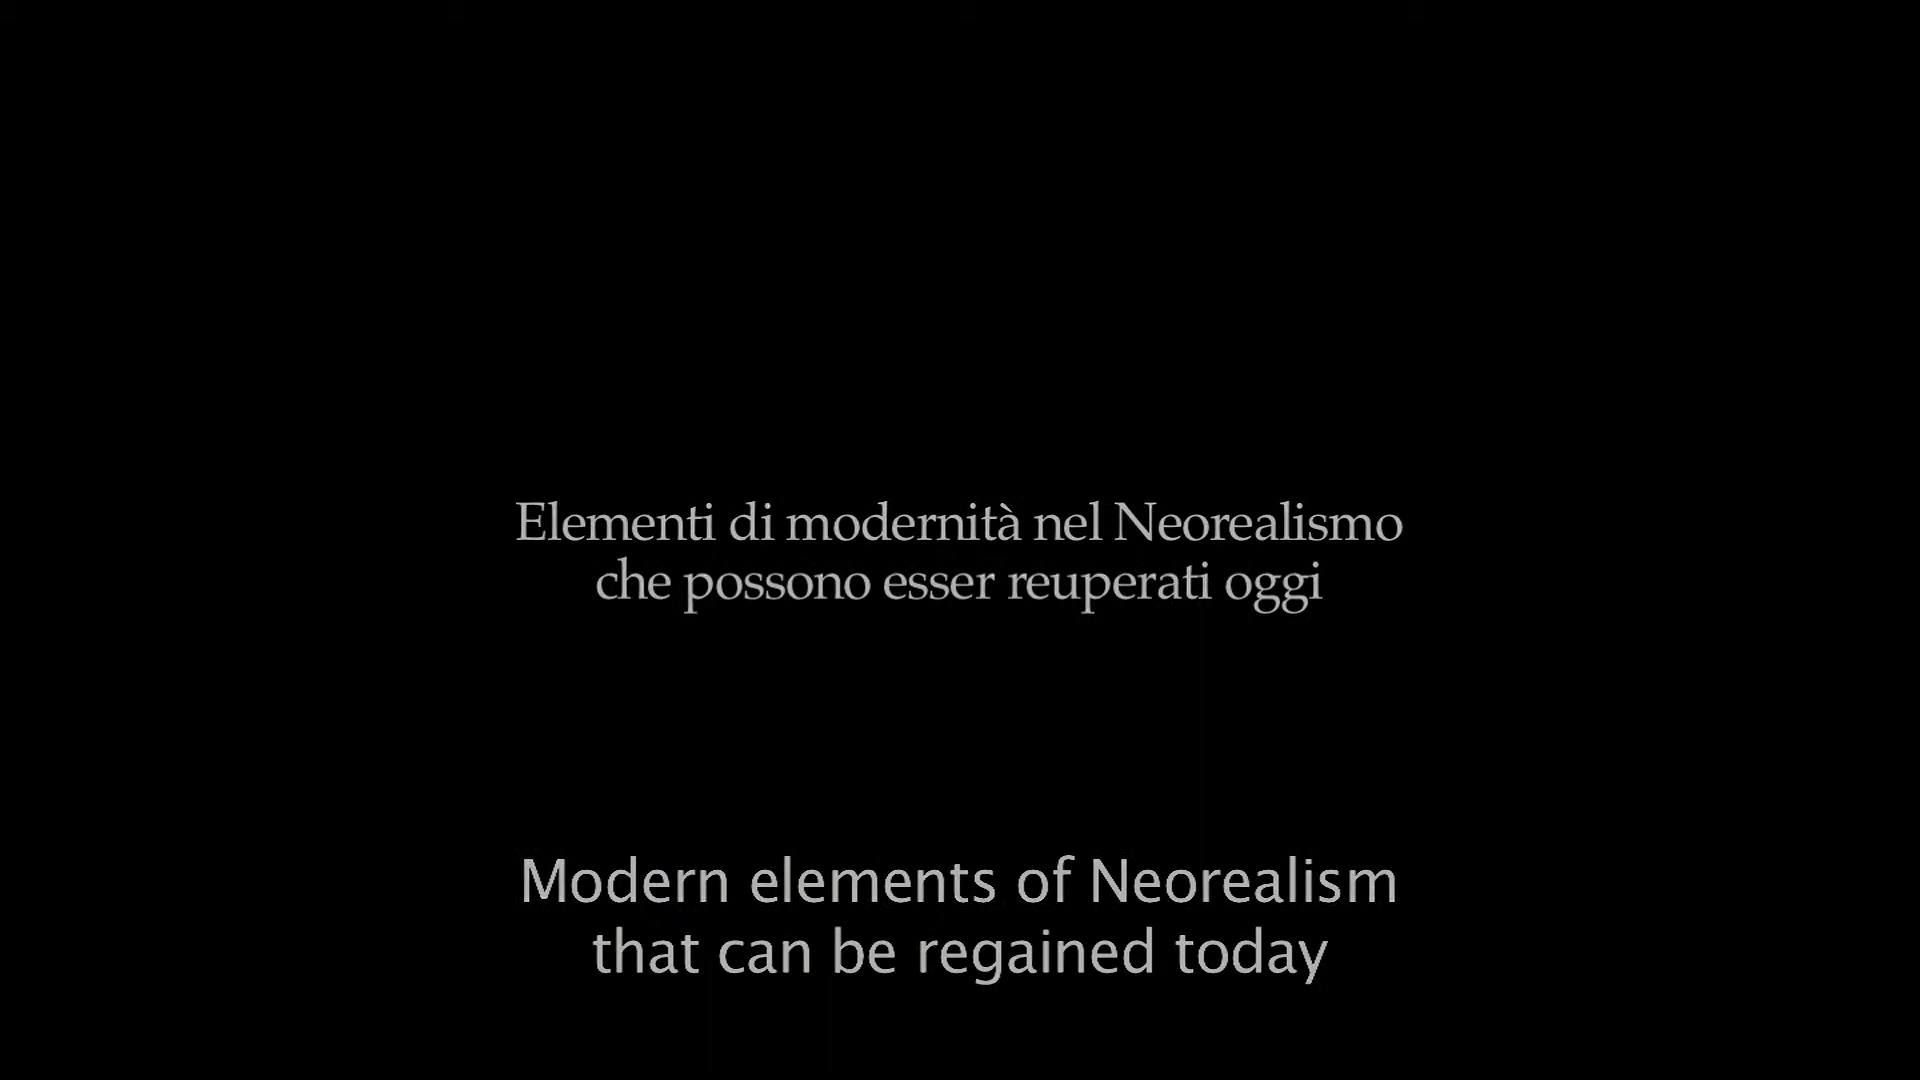 Elementi di modernità nel Neorealismo
che possono esser reuperati oggi
Modern elements of Neorealism
that can be regained today